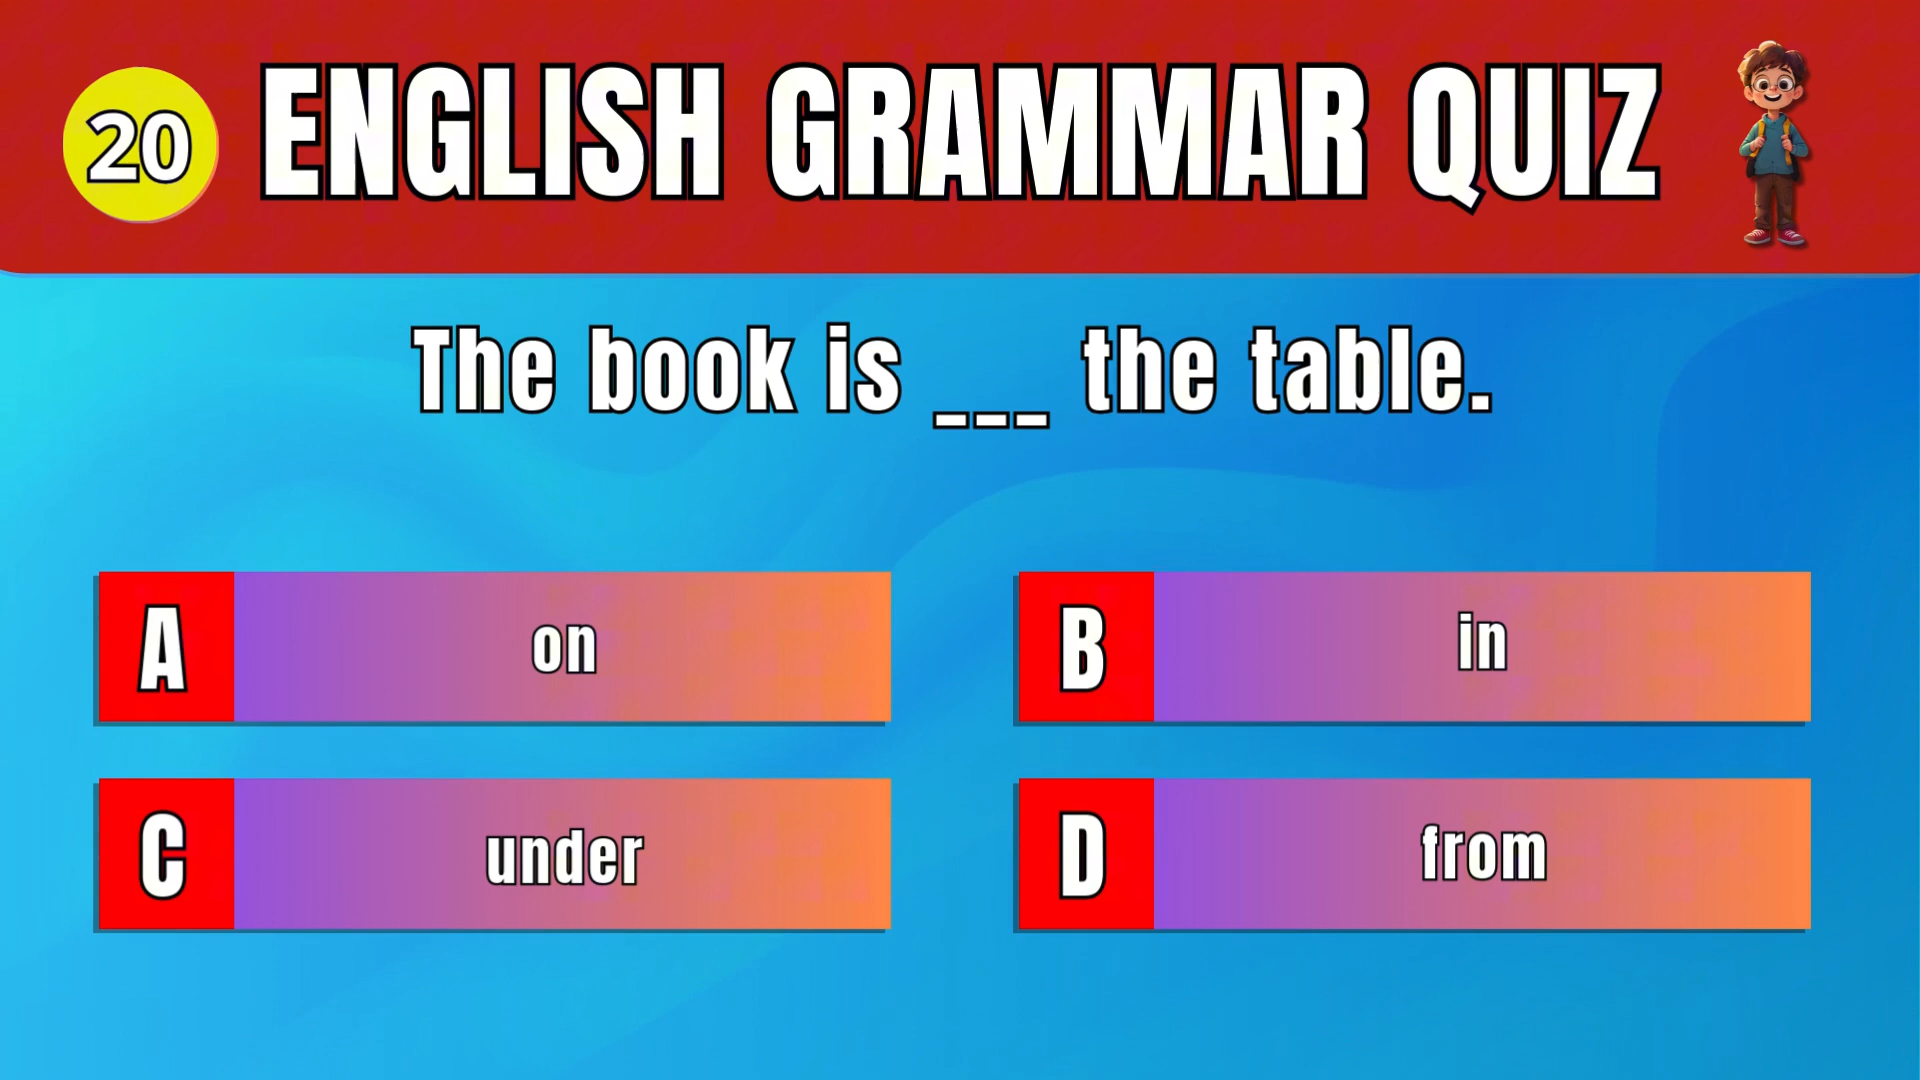 20
ENGLISH GRAMMAR QUIZ
The book is ___ the table.
A on
B in
C under
D from